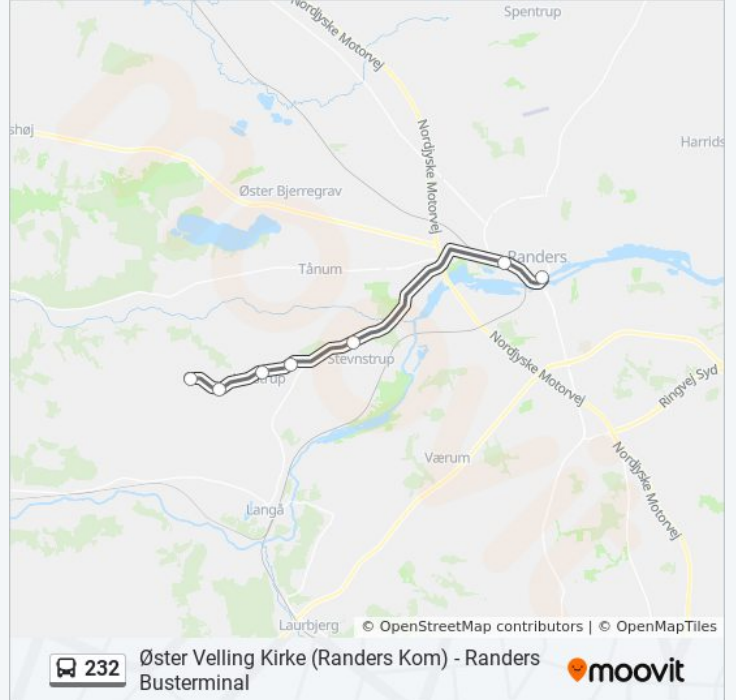 Spentrup
Nordjyske Motorvej
shøj
Nordjyske Motorvej
Harrids
Øster Bjerregrav
Randers
Tånum
Nordjyske Motorvej
Stevnstrup
trup
Ringvej Syd
Værum
Nordjyske Motorvej
Langå
Laurbjerg
© OpenStreetMap contributors | © OpenMapTiles
232
Øster Velling Kirke (Randers Kom) - Randers
Busterminal
moovit